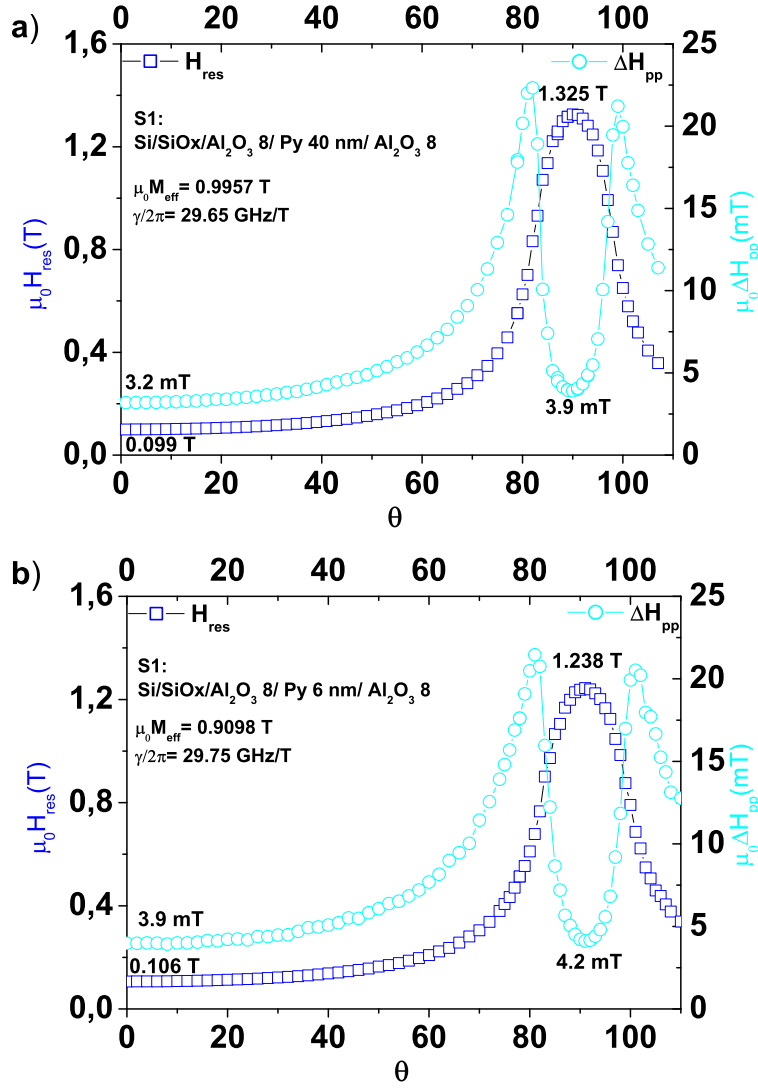 a)
0 20 40 60 80 100
1,6
1,2
0,8
0,4
0,0
μ₀H_res(T)
25
20
15
10
5
0
μ₀ΔH_pp(mT)
H_res
ΔH_pp
1.325 T
S1:
Si/SiOx/Al₂O₃ 8/ Py 40 nm/ Al₂O₃ 8
μ₀M_eff= 0.9957 T
γ/2π= 29.65 GHz/T
3.2 mT
0.099 T
3.9 mT
0 20 40 60 80 100
θ
b)
0 20 40 60 80 100
1,6
1,2
0,8
0,4
0,0
μ₀H_res(T)
25
20
15
10
5
0
μ₀ΔH_pp(mT)
H_res
ΔH_pp
1.238 T
S1:
Si/SiOx/Al₂O₃ 8/ Py 6 nm/ Al₂O₃ 8
μ₀M_eff= 0.9098 T
γ/2π= 29.75 GHz/T
3.9 mT
0.106 T
4.2 mT
0 20 40 60 80 100
θ